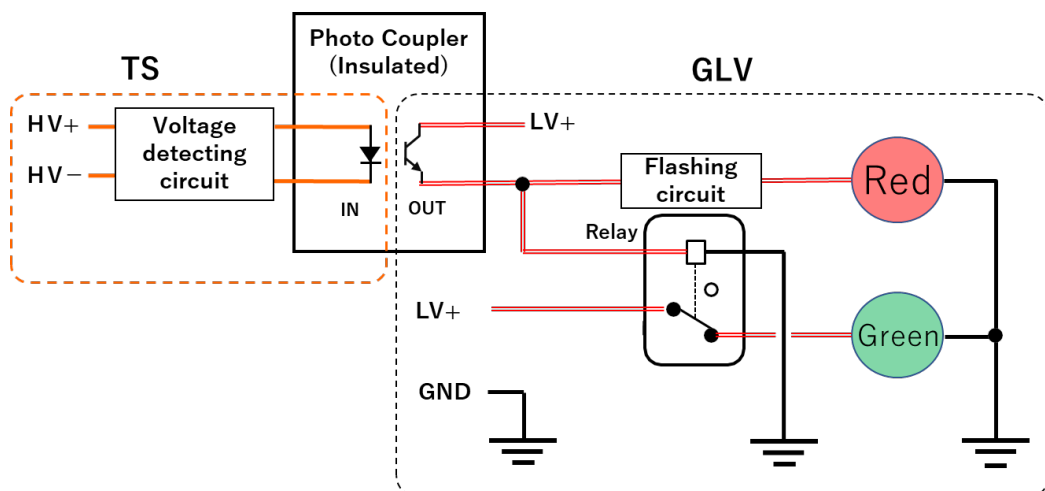 TS
Photo Coupler
(Insulated)
GLV
HV+
HV−
Voltage
detecting
circuit
IN
OUT
LV+
Flashing
circuit
Red
Relay
LV+
Green
GND